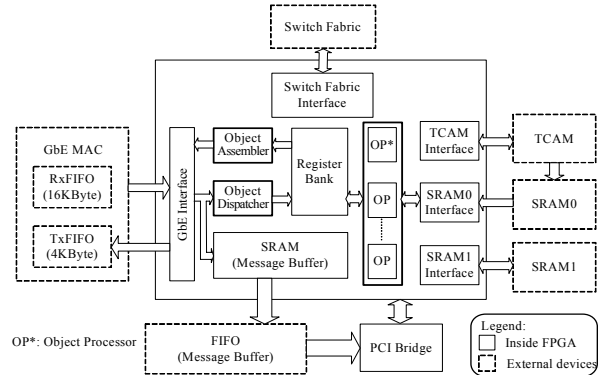 Switch Fabric
Switch Fabric
Interface
GbE MAC
RxFIFO
(16KByte)
TxFIFO
(4KByte)
GbE Interface
Object
Assembler
Object
Dispatcher
Register
Bank
SRAM
(Message Buffer)
OP*
OP
OP
TCAM
Interface
SRAM0
Interface
SRAM1
Interface
TCAM
SRAM0
SRAM1
OP*: Object Processor
FIFO
(Message Buffer)
PCI Bridge
Legend:
Inside FPGA
External devices